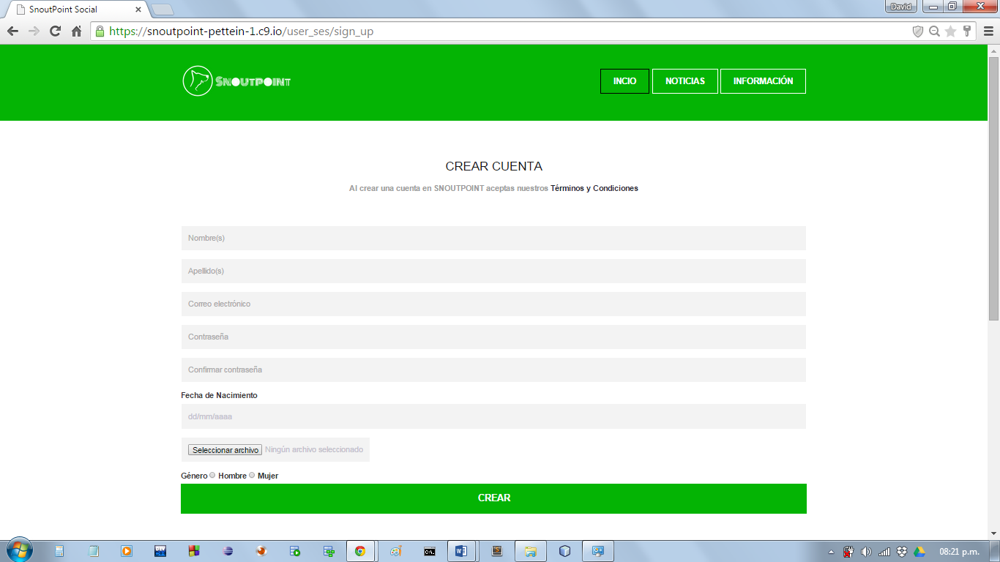 SnoutPoint Social
David
https://snoutpoint-pettein-1.c9.io/user_ses/sign_up
SNOUTPOINT
INCIO
NOTICIAS
INFORMACIÓN
CREAR CUENTA
Al crear una cuenta en SNOUTPOINT aceptas nuestros Términos y Condiciones
Nombre(s)
Apellido(s)
Correo electrónico
Contraseña
Confirmar contraseña
Fecha de Nacimiento
dd/mm/aaaa
Seleccionar archivo Ningún archivo seleccionado
Género Hombre Mujer
CREAR
08:21 p.m.